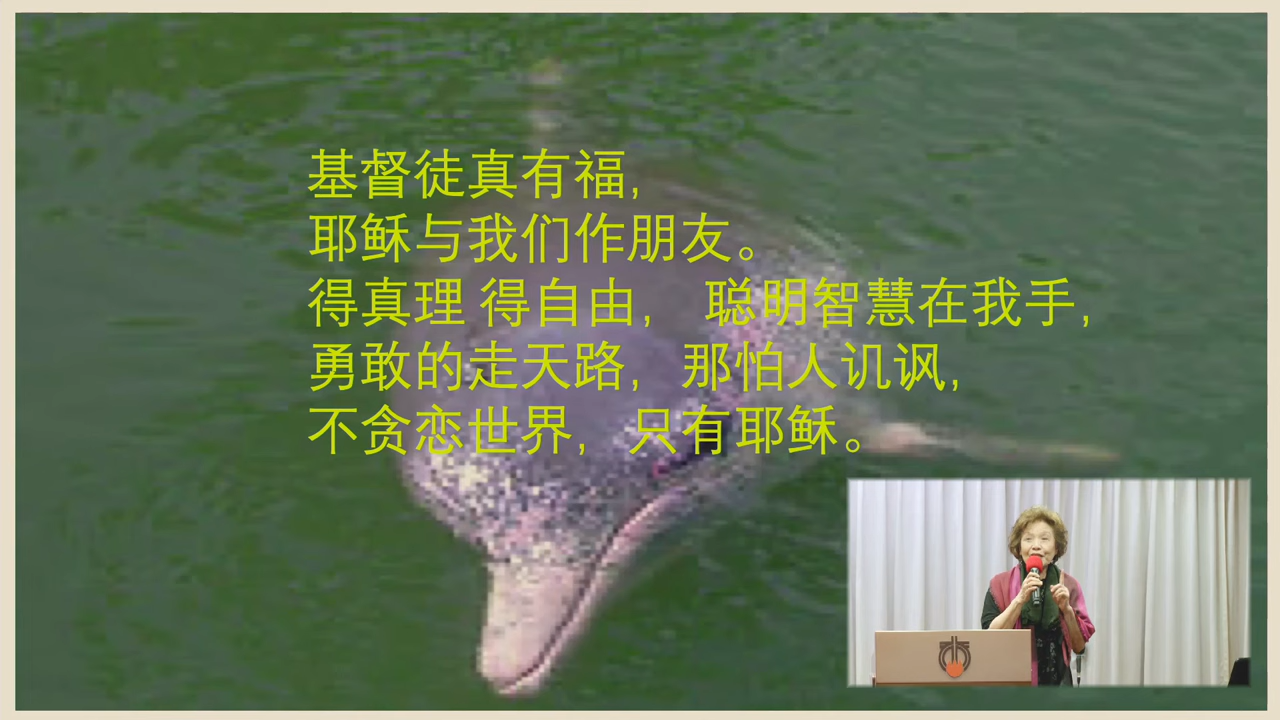 基督徒真有福,
耶稣与我们作朋友。
得真理 得自由, 聪明智慧在我手,
勇敢的走天路, 那怕人讥讽,
不贪恋世界, 只有耶稣。